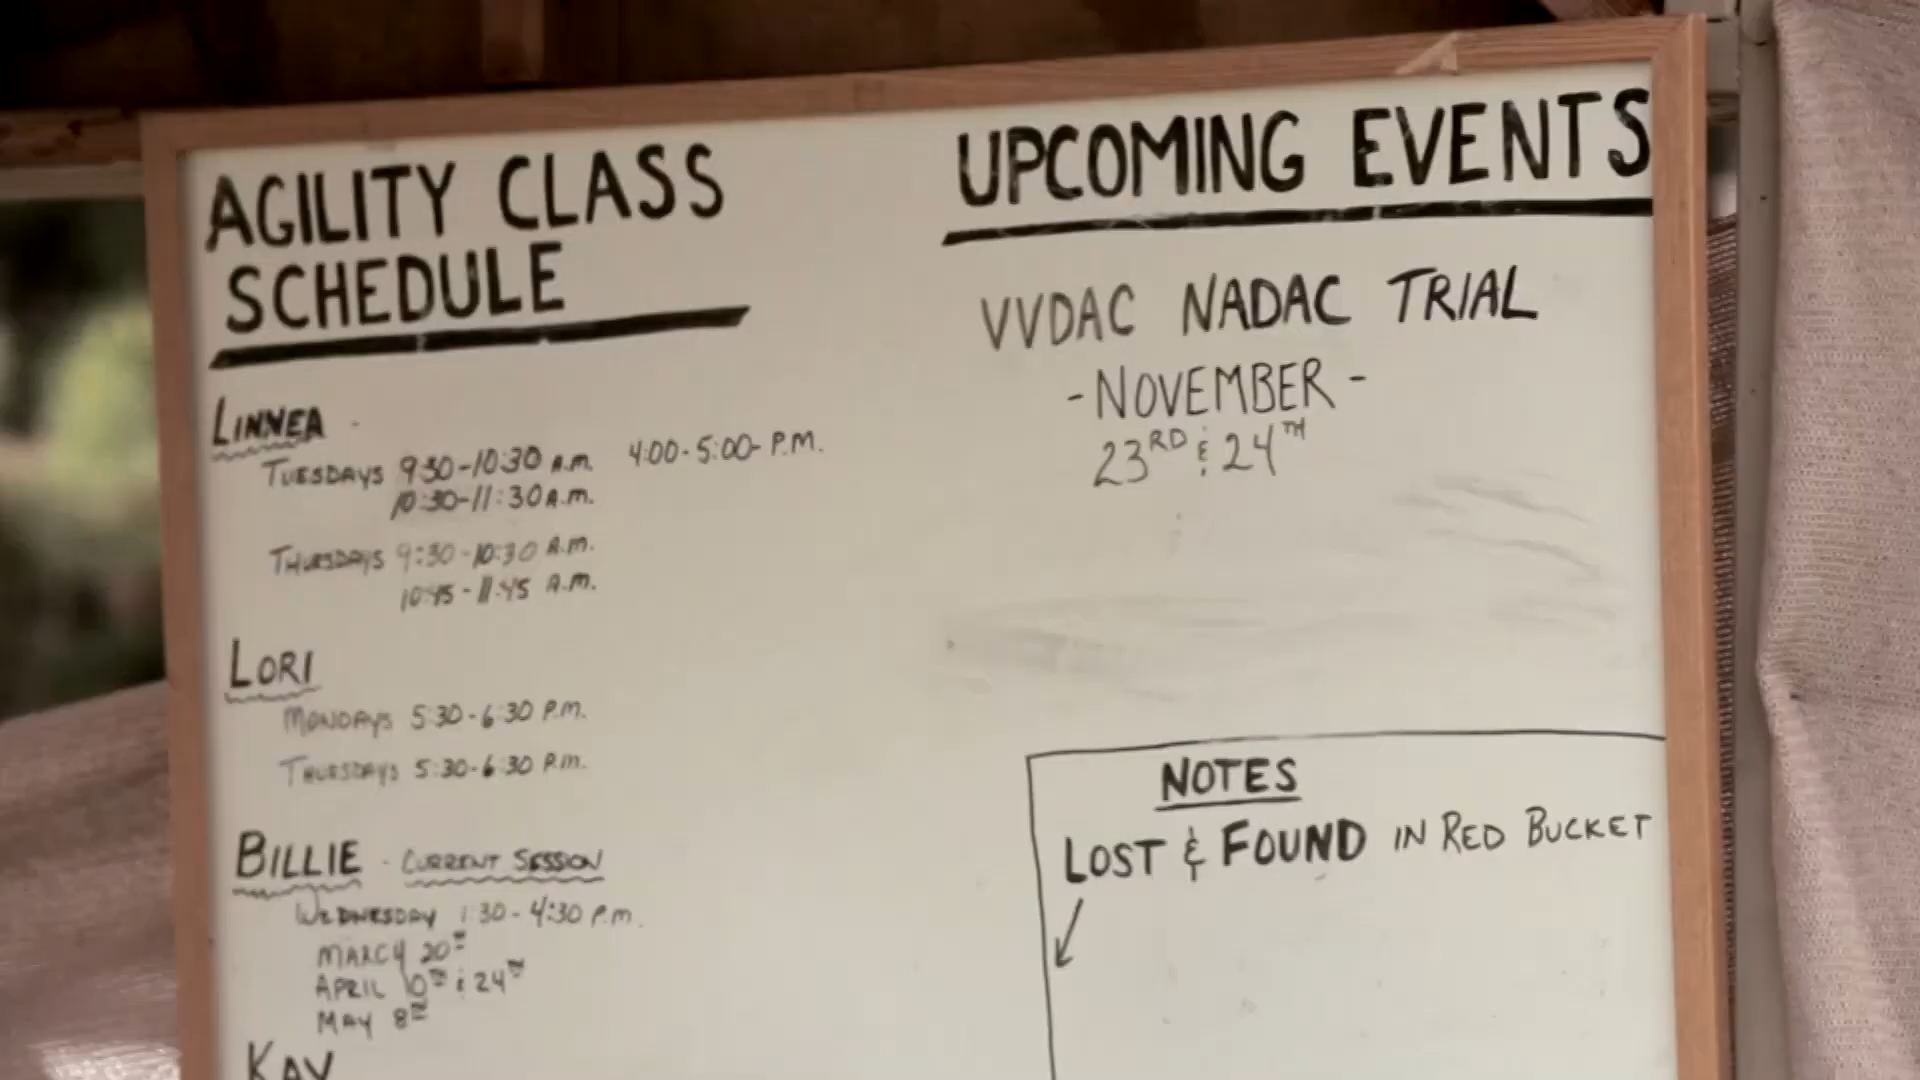 AGILITY CLASS
SCHEDULE
LINNEA -
TUESDAYS 9:30-10:30 A.M. 4:00-5:00- P.M.
10:30-11:30 A.M.
THURSDAYS 9:30-10:30 A.M.
10:45-11:45 A.M.
LORI
MONDAYS 5:30-6:30 P.M.
THURSDAYS 5:30-6:30 P.M.
BILLIE - CURRENT SESSION
WEDNESDAY 1:30-4:30 P.M.
MARCH 20TH
APRIL 10TH & 24TH
MAY 8TH
KAY
UPCOMING EVENTS
VVDAC NADAC TRIAL
-NOVEMBER-
23RD & 24TH
NOTES
LOST & FOUND IN RED BUCKET